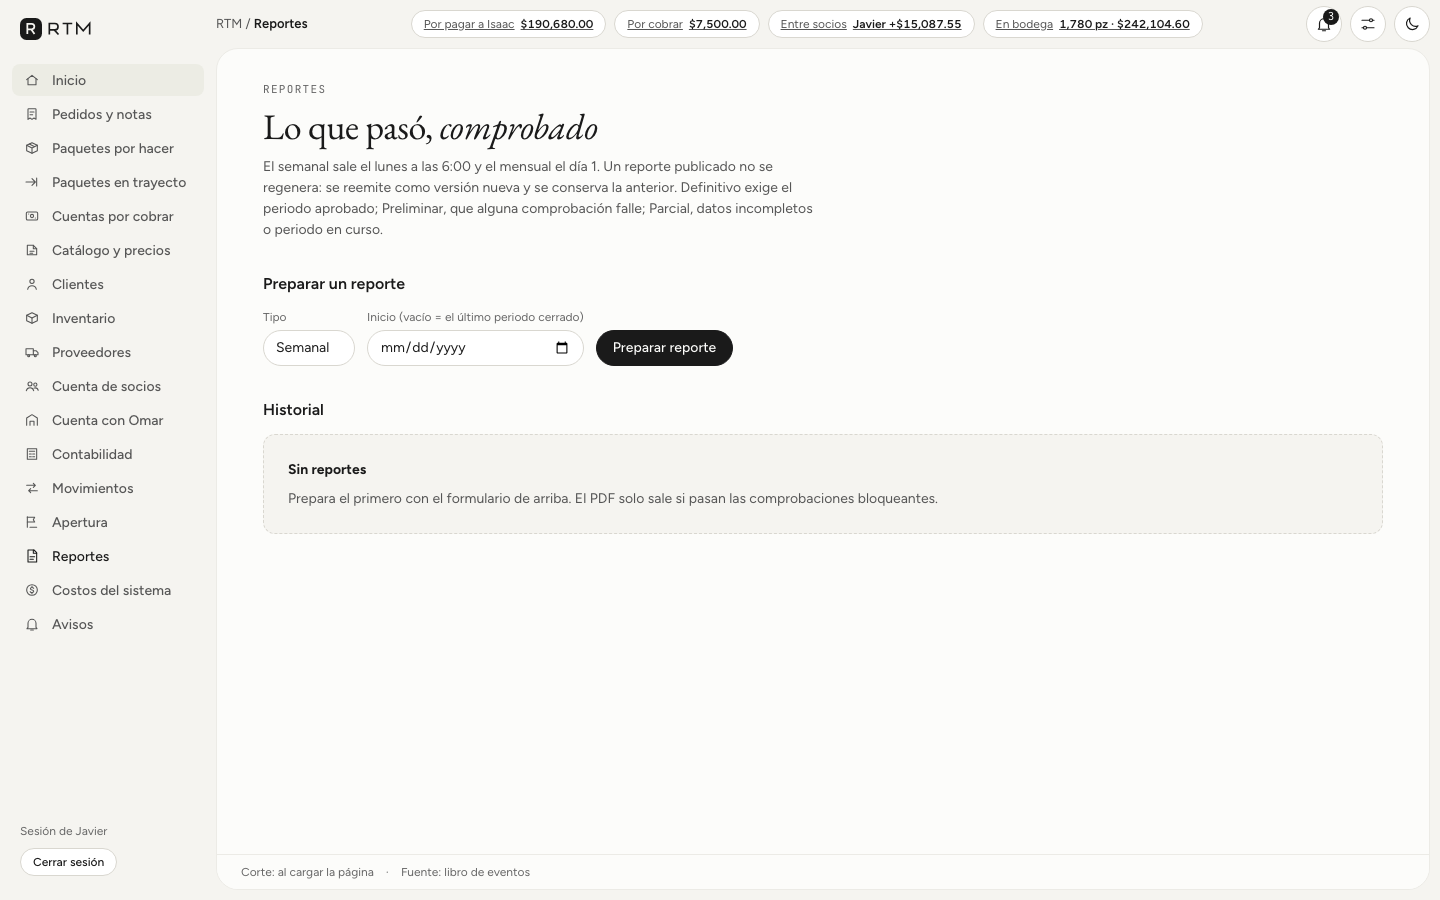 R RTM
RTM / Reportes
Por pagar a Isaac $190,680.00
Por cobrar $7,500.00
Entre socios Javier +$15,087.55
En bodega 1,780 pz · $242,104.60
3
Inicio
Pedidos y notas
Paquetes por hacer
Paquetes en trayecto
Cuentas por cobrar
Catálogo y precios
Clientes
Inventario
Proveedores
Cuenta de socios
Cuenta con Omar
Contabilidad
Movimientos
Apertura
Reportes
Costos del sistema
Avisos
Sesión de Javier
Cerrar sesión
REPORTES
Lo que pasó, comprobado
El semanal sale el lunes a las 6:00 y el mensual el día 1. Un reporte publicado no se
regenera: se reemite como versión nueva y se conserva la anterior. Definitivo exige el
periodo aprobado; Preliminar, que alguna comprobación falle; Parcial, datos incompletos
o periodo en curso.
Preparar un reporte
Tipo
Inicio (vacío = el último periodo cerrado)
Semanal
mm/dd/yyyy
Preparar reporte
Historial
Sin reportes
Prepara el primero con el formulario de arriba. El PDF solo sale si pasan las comprobaciones bloqueantes.
Corte: al cargar la página · Fuente: libro de eventos